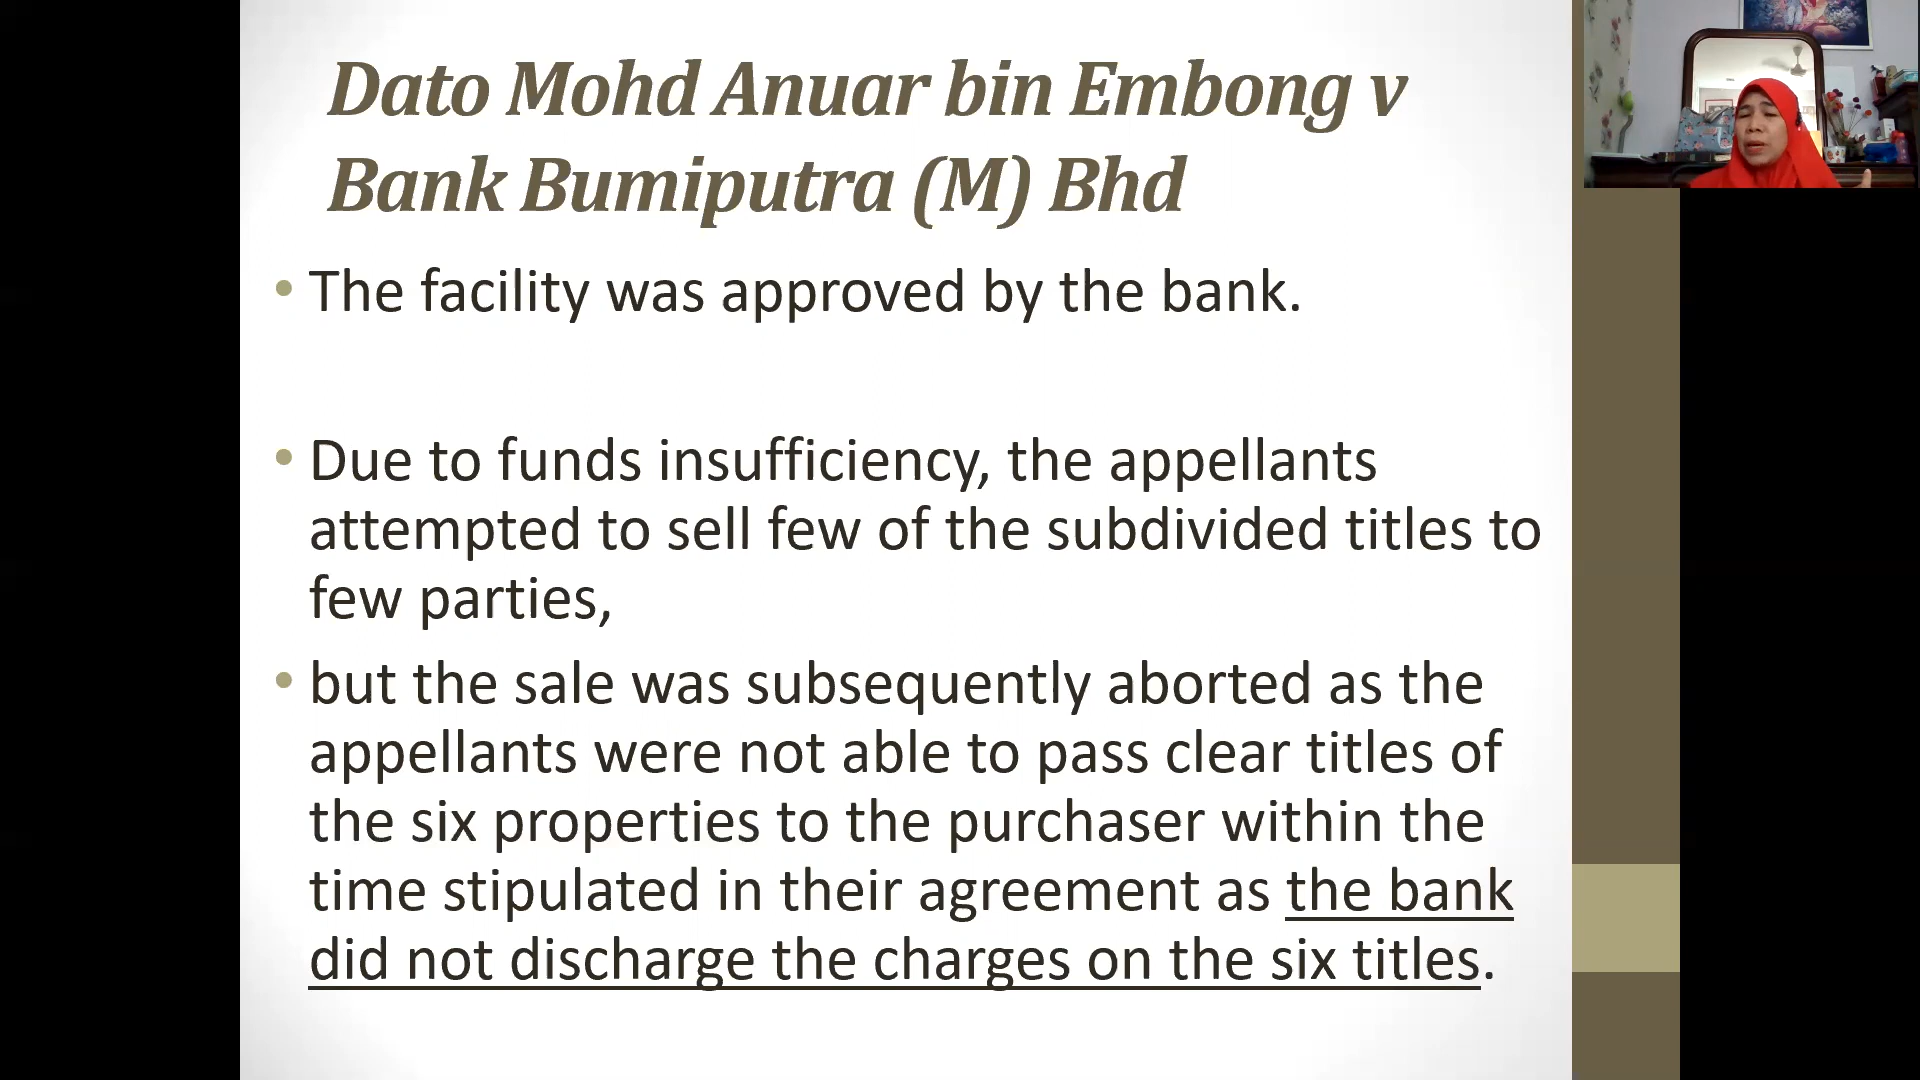 Dato Mohd Anuar bin Embong v
Bank Bumiputra (M) Bhd
• The facility was approved by the bank.
• Due to funds insufficiency, the appellants
attempted to sell few of the subdivided titles to
few parties,
• but the sale was subsequently aborted as the
appellants were not able to pass clear titles of
the six properties to the purchaser within the
time stipulated in their agreement as the bank
did not discharge the charges on the six titles.